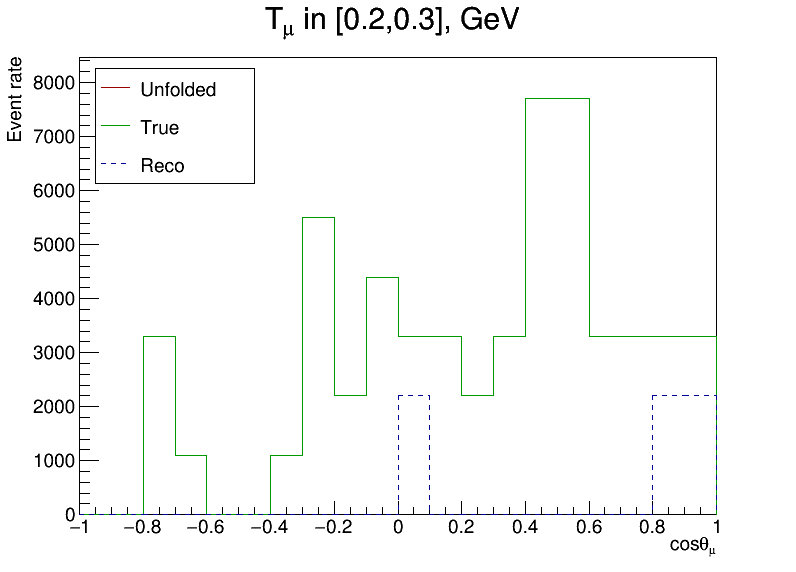 T_μ in [0.2,0.3], GeV
Event rate
8000
7000
6000
5000
4000
3000
2000
1000
0
Unfolded
True
Reco
−1 −0.8 −0.6 −0.4 −0.2 0 0.2 0.4 0.6 0.8 1
cosθ_μ